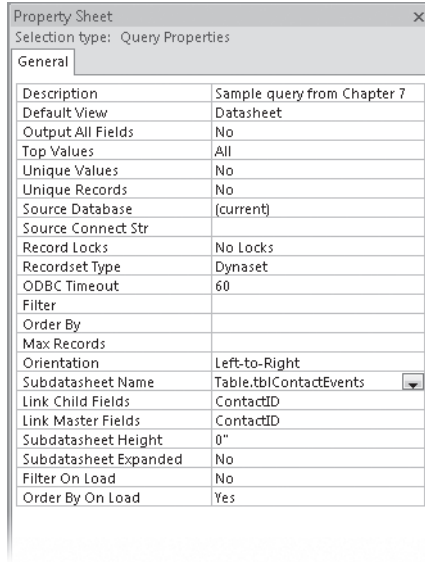 Property Sheet
Selection type: Query Properties
General
Description Sample query from Chapter 7
Default View Datasheet
Output All Fields No
Top Values All
Unique Values No
Unique Records No
Source Database (current)
Source Connect Str
Record Locks No Locks
Recordset Type Dynaset
ODBC Timeout 60
Filter
Order By
Max Records
Orientation Left-to-Right
Subdatasheet Name Table.tblContactEvents
Link Child Fields ContactID
Link Master Fields ContactID
Subdatasheet Height 0"
Subdatasheet Expanded No
Filter On Load No
Order By On Load Yes